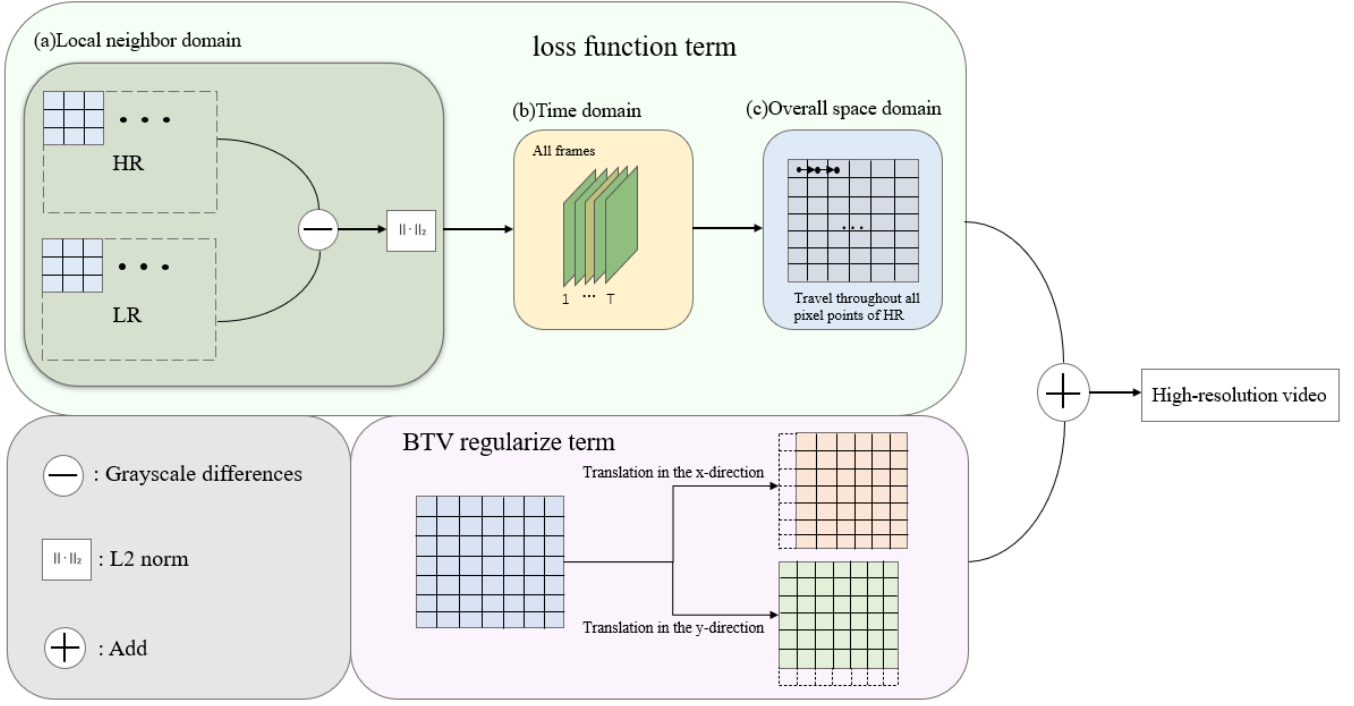 loss function term
(a)Local neighbor domain
HR
LR
|| · ||₂
(b)Time domain
All frames
1 ··· T
(c)Overall space domain
...
Travel throughout all
pixel points of HR
High-resolution video
: Grayscale differences
|| · ||₂ : L2 norm
: Add
BTV regularize term
Translation in the x-direction
Translation in the y-direction